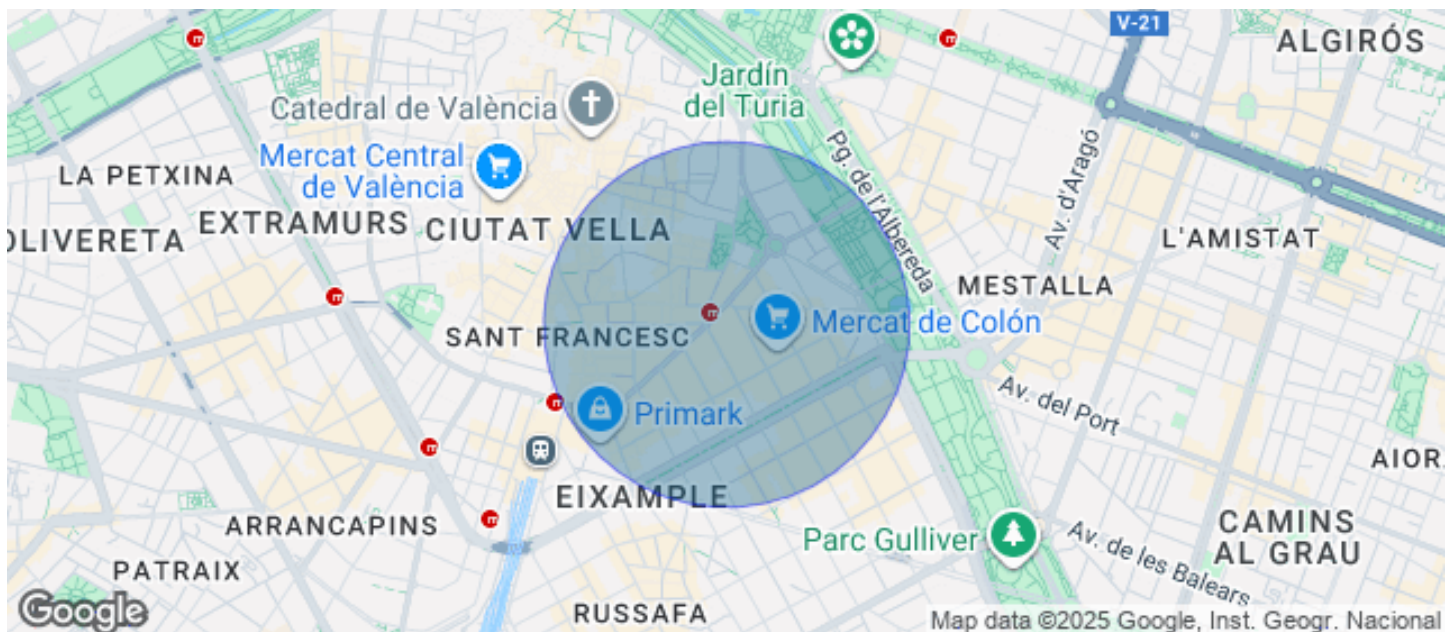 V-21
ALGIRÓS
Jardín
del Turia
Catedral de València
Mercat Central
de València
Pg. de l'Albereda
Av. d'Aragó
LA PETXINA
EXTRAMURS
CIUTAT VELLA
OLIVERETA
L'AMISTAT
MESTALLA
Mercat de Colón
SANT FRANCESC
Av. del Port
Primark
AIOR
EIXAMPLE
ARRANCAPINS
Parc Gulliver
CAMINS
AL GRAU
Av. de les Balears
PATRAIX
RUSSAFA
Google
Map data ©2025 Google, Inst. Geogr. Nacional